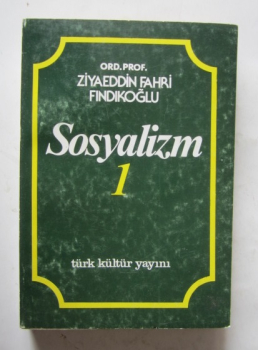 ORD. PROF.
ZİYAEDDİN FAHRİ
FINDIKOĞLU
Sosyalizm
1
türk kültür yayını